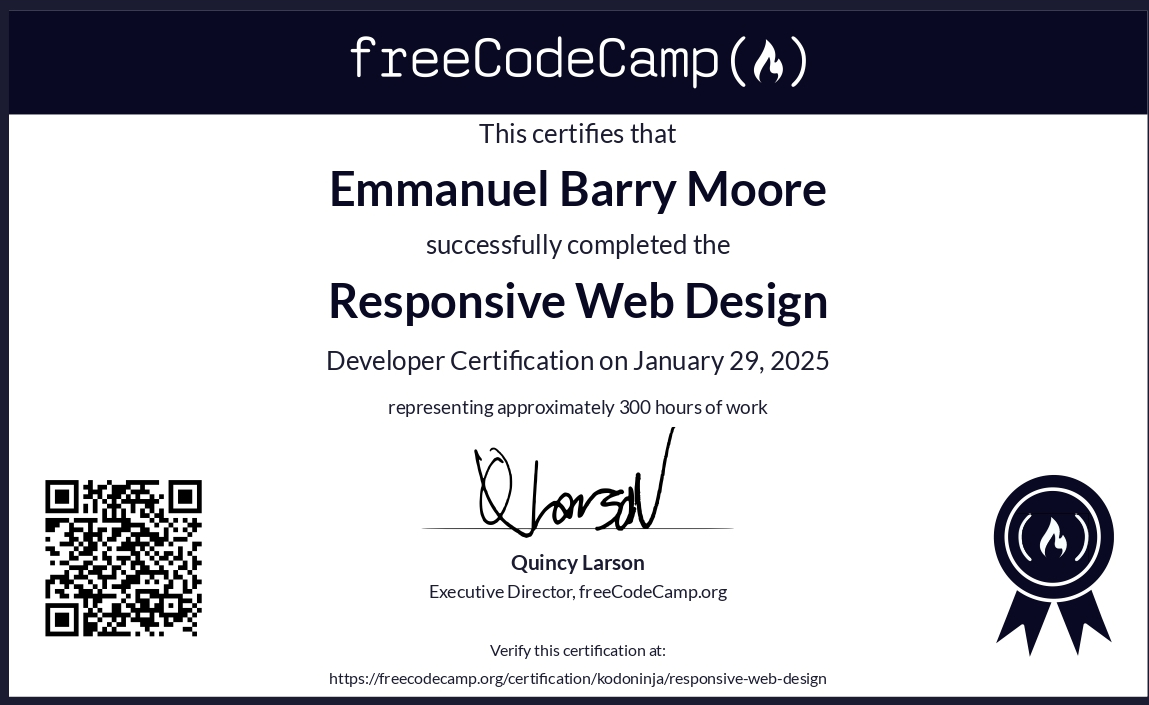 freeCodeCamp(🔥)
This certifies that
Emmanuel Barry Moore
successfully completed the
Responsive Web Design
Developer Certification on January 29, 2025
representing approximately 300 hours of work
Quincy Larson
Executive Director, freeCodeCamp.org
Verify this certification at:
https://freecodecamp.org/certification/kodoninja/responsive-web-design